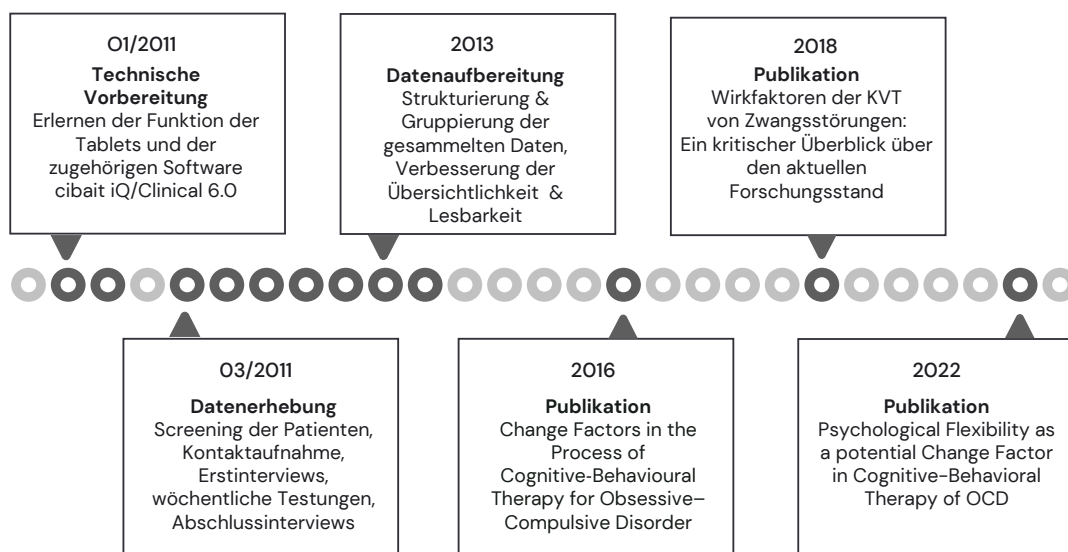 01/2011
Technische
Vorbereitung
Erlernen der Funktion der
Tablets und der
zugehörigen Software
cibait iQ/Clinical 6.0
2013
Datenaufbereitung
Strukturierung &
Gruppierung der
gesammelten Daten,
Verbesserung der
Übersichtlichkeit &
Lesbarkeit
2018
Publikation
Wirkfaktoren der KVT
von Zwangsstörungen:
Ein kritischer Überblick über
den aktuellen
Forschungsstand
03/2011
Datenerhebung
Screening der Patienten,
Kontaktaufnahme,
Erstinterviews,
wöchentliche Testungen,
Abschlussinterviews
2016
Publikation
Change Factors in the
Process of
Cognitive-Behavioural
Therapy for Obsessive–
Compulsive Disorder
2022
Publikation
Psychological Flexibility as
a potential Change Factor
in Cognitive-Behavioral
Therapy of OCD